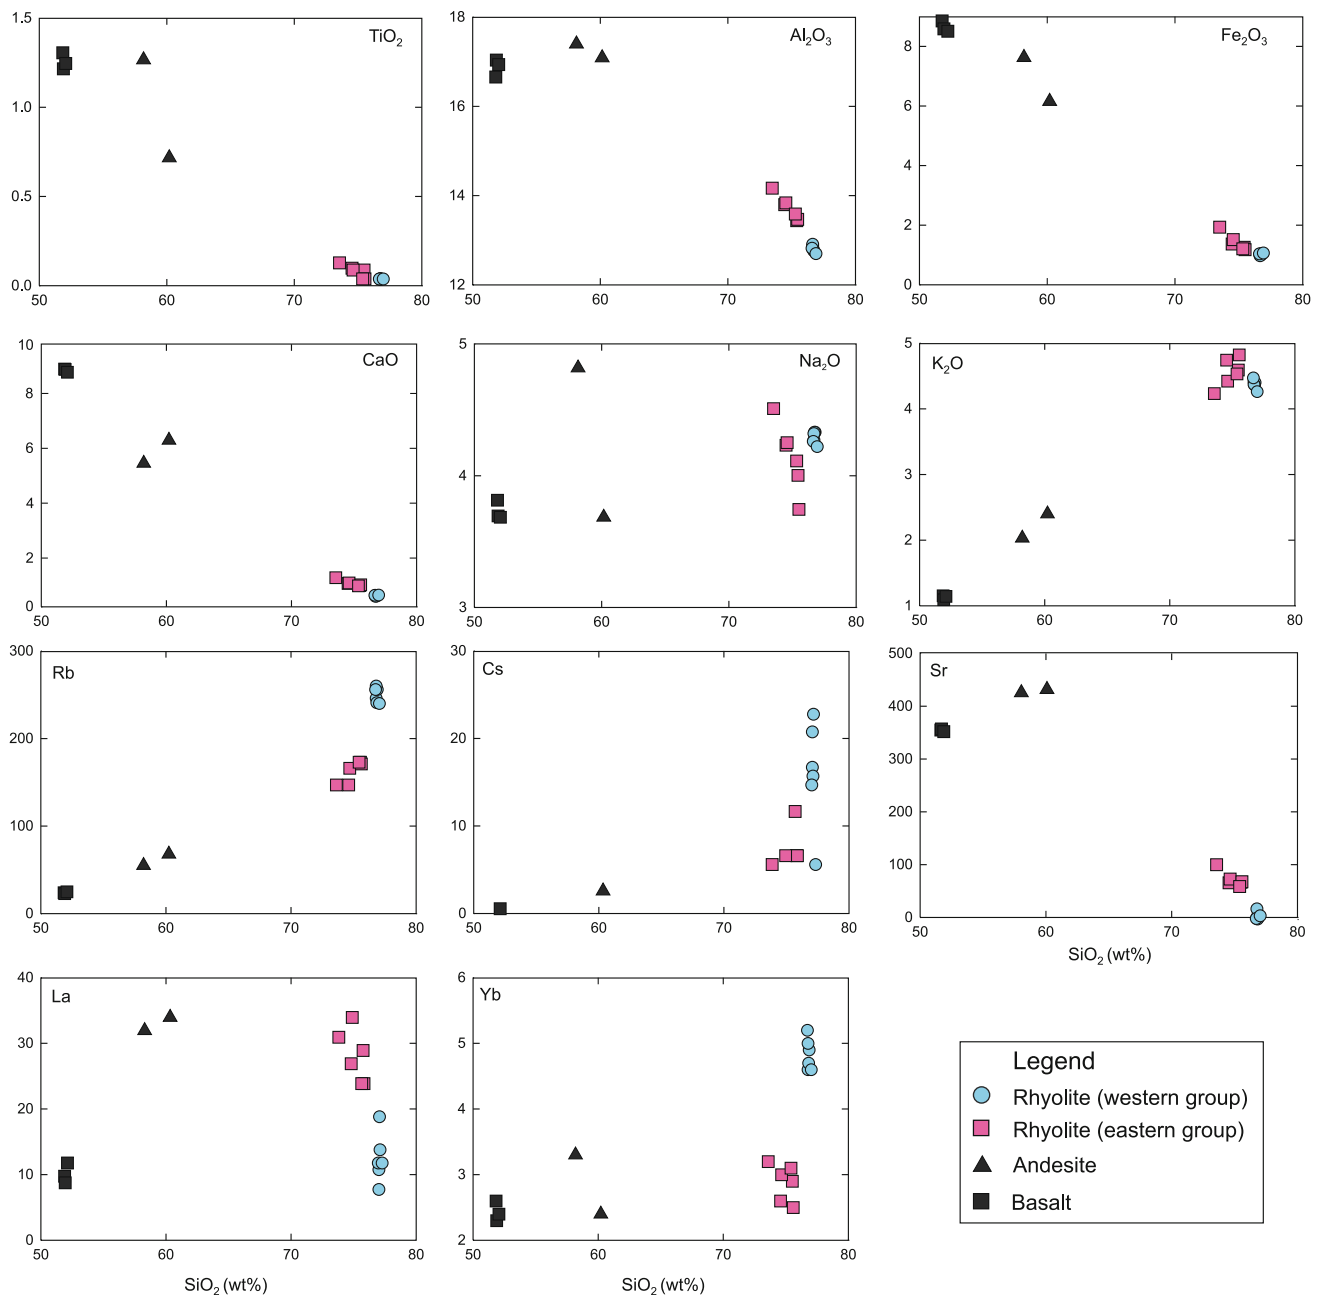 TiO₂
1.5
1.0
0.5
0.0
50 60 70 80
Al₂O₃
18
16
14
12
50 60 70 80
Fe₂O₃
8
6
4
2
0
50 60 70 80
CaO
10
8
6
4
2
0
50 60 70 80
Na₂O
5
4
3
50 60 70 80
K₂O
5
4
3
2
1
50 60 70 80
Rb
300
200
100
0
50 60 70 80
Cs
30
20
10
0
50 60 70 80
Sr
500
400
300
200
100
0
50 60 70 80
SiO₂ (wt%)
La
40
30
20
10
0
50 60 70 80
SiO₂ (wt%)
Yb
6
5
4
3
2
50 60 70 80
SiO₂ (wt%)
Legend
Rhyolite (western group)
Rhyolite (eastern group)
Andesite
Basalt